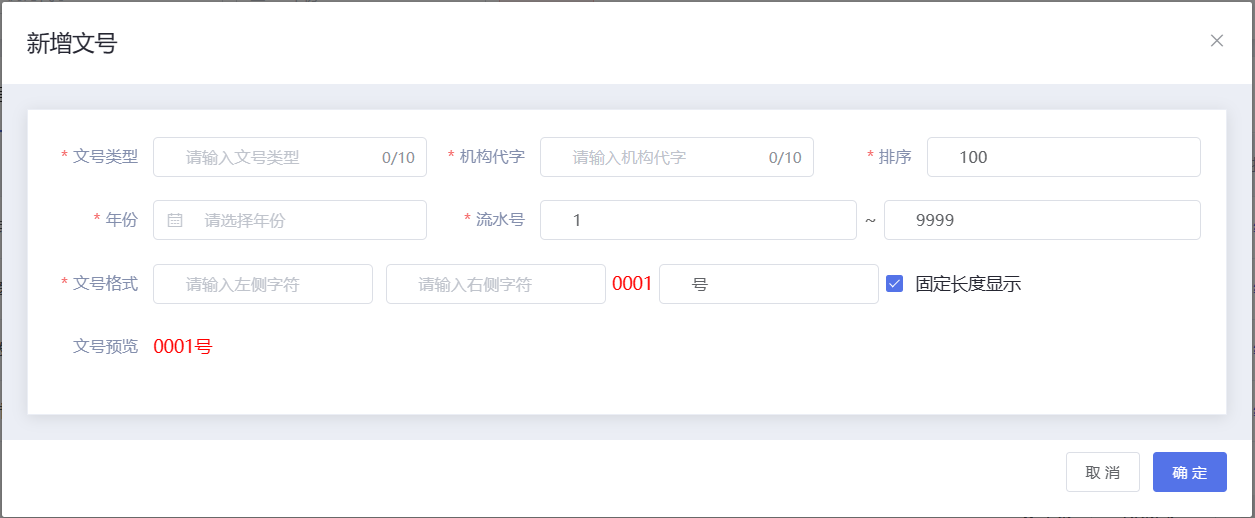 新增文号
* 文号类型 请输入文号类型 0/10 * 机构代字 请输入机构代字 0/10 * 排序 100
* 年份 请选择年份 * 流水号 1 ~ 9999
* 文号格式 请输入左侧字符 请输入右侧字符 0001 号 固定长度显示
文号预览 0001号
取消 确定